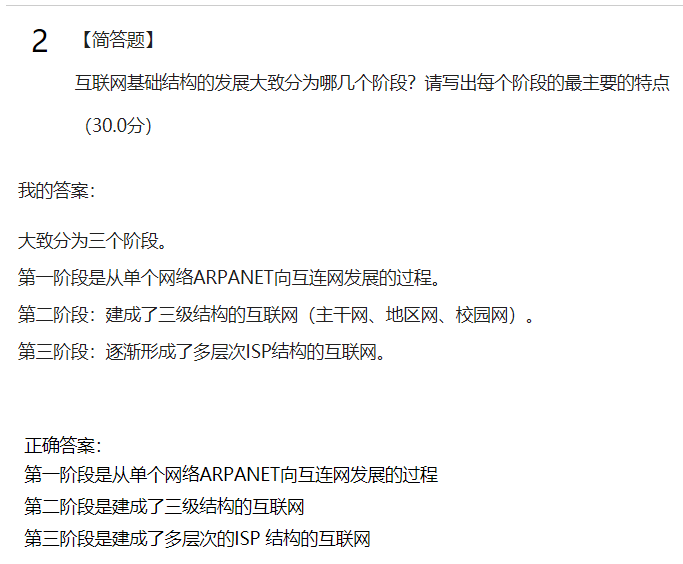 2 【简答题】
互联网基础结构的发展大致分为哪几个阶段？请写出每个阶段的最主要的特点
（30.0分）
我的答案：
大致分为三个阶段。
第一阶段是从单个网络ARPANET向互连网发展的过程。
第二阶段：建成了三级结构的互联网（主干网、地区网、校园网）。
第三阶段：逐渐形成了多层次ISP结构的互联网。
正确答案：
第一阶段是从单个网络ARPANET向互连网发展的过程
第二阶段是建成了三级结构的互联网
第三阶段是建成了多层次的ISP 结构的互联网